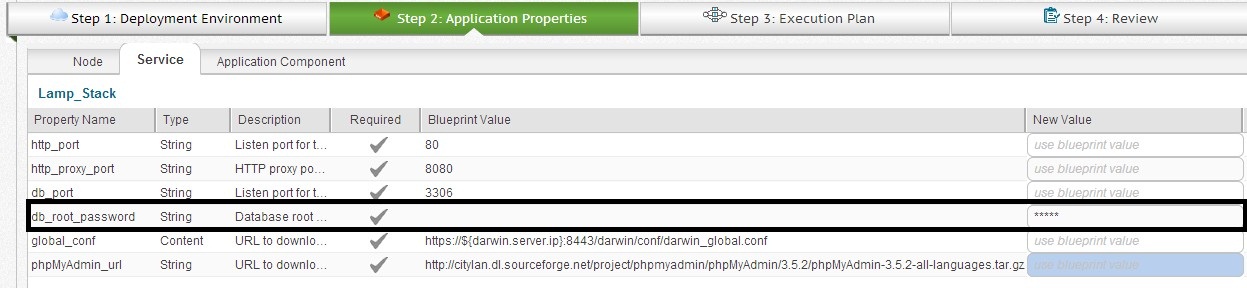 Step 1: Deployment Environment Step 2: Application Properties Step 3: Execution Plan Step 4: Review
Node Service Application Component
Lamp_Stack
Property Name Type Description Required Blueprint Value New Value
http_port String Listen port for t... 80 use blueprint value
http_proxy_port String HTTP proxy po... 8080 use blueprint value
db_port String Listen port for t... 3306 use blueprint value
db_root_password String Database root ... *****
global_conf Content URL to downlo... https://${darwin.server.ip}:8443/darwin/conf/darwin_global.conf use blueprint value
phpMyAdmin_url String URL to downlo... http://citylan.dl.sourceforge.net/project/phpmyadmin/phpMyAdmin/3.5.2/phpMyAdmin-3.5.2-all-languages.tar.gz use blueprint value